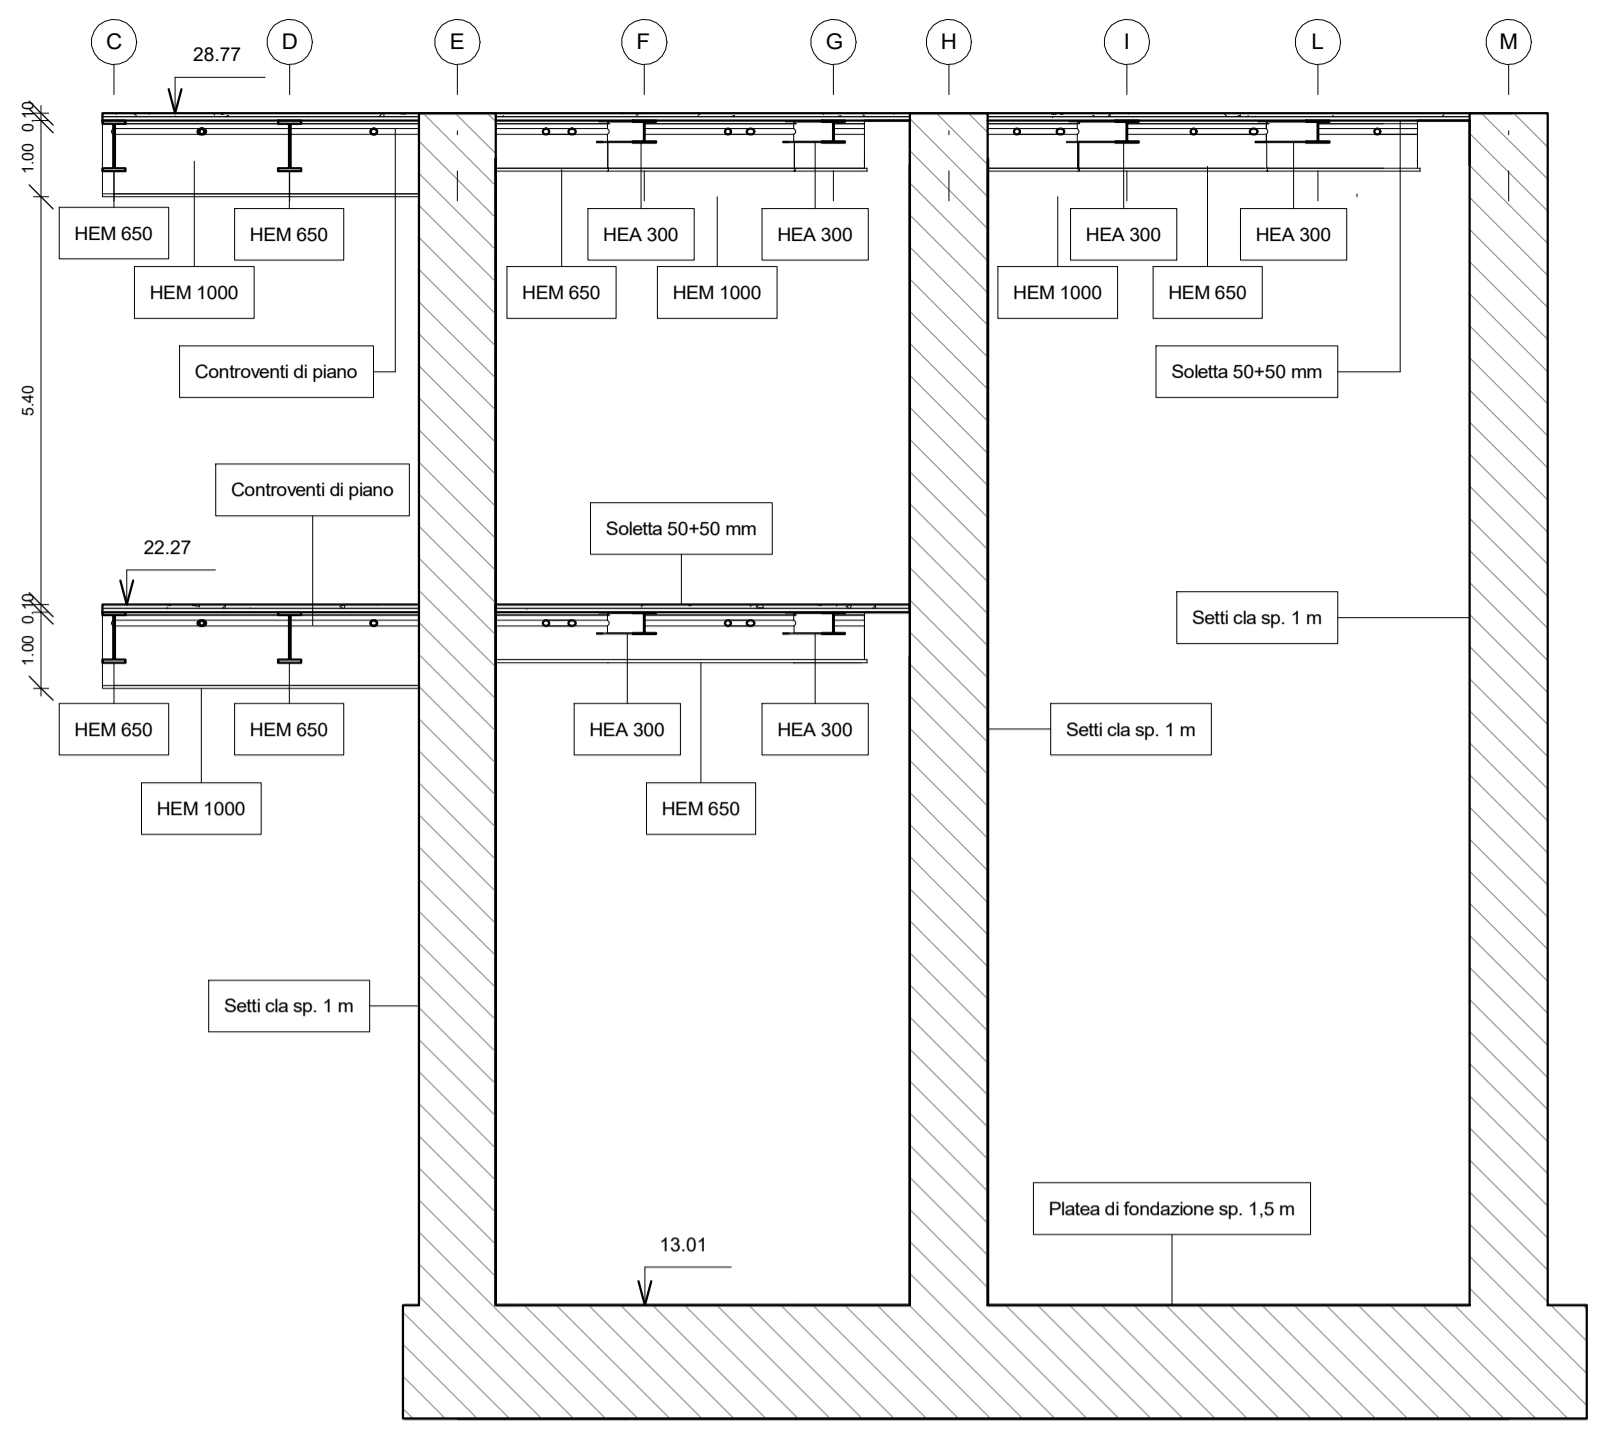 C D E F G H I L M
28.77
0.10
1.00
HEM 650 HEM 650 HEA 300 HEA 300 HEA 300 HEA 300
HEM 1000 HEM 650 HEM 1000 HEM 1000 HEM 650
Controventi di piano Soletta 50+50 mm
5.40
Controventi di piano
Soletta 50+50 mm
22.27
0.10
1.00
Setti cla sp. 1 m
HEM 650 HEM 650 HEA 300 HEA 300 Setti cla sp. 1 m
HEM 1000 HEM 650
Setti cla sp. 1 m
Platea di fondazione sp. 1,5 m
13.01